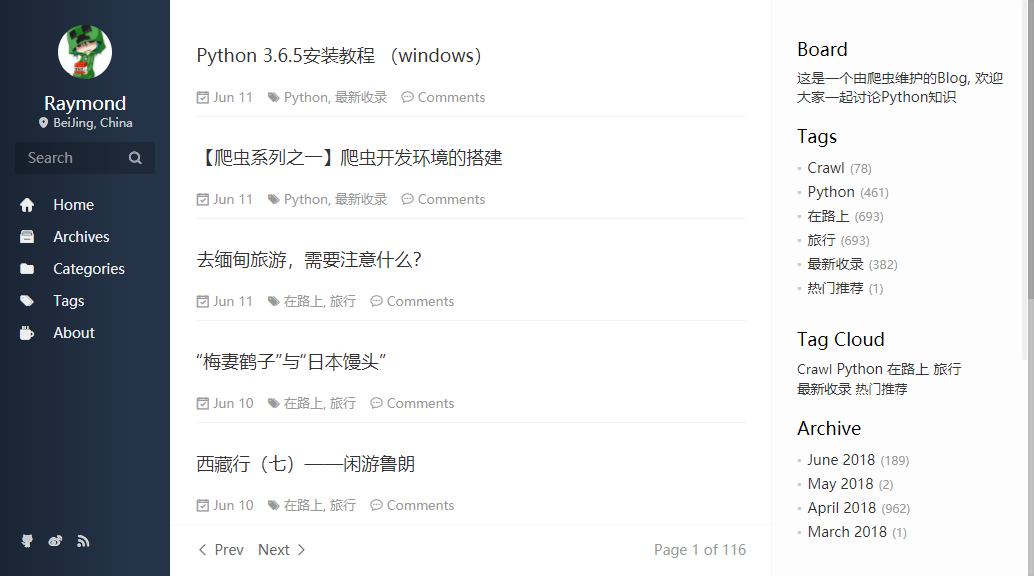 Raymond
BeiJing, China
Search
Home
Archives
Categories
Tags
About
Python 3.6.5安装教程 （windows）
Jun 11 Python, 最新收录 Comments
【爬虫系列之一】爬虫开发环境的搭建
Jun 11 Python, 最新收录 Comments
去缅甸旅游，需要注意什么？
Jun 11 在路上, 旅行 Comments
“梅妻鹤子”与“日本馒头”
Jun 10 在路上, 旅行 Comments
西藏行（七）——闲游鲁朗
Jun 10 在路上, 旅行 Comments
Prev Next Page 1 of 116
Board
这是一个由爬虫维护的Blog, 欢迎
大家一起讨论Python知识
Tags
Crawl (78)
Python (461)
在路上 (693)
旅行 (693)
最新收录 (382)
热门推荐 (1)
Tag Cloud
Crawl Python 在路上 旅行
最新收录 热门推荐
Archive
June 2018 (189)
May 2018 (2)
April 2018 (962)
March 2018 (1)